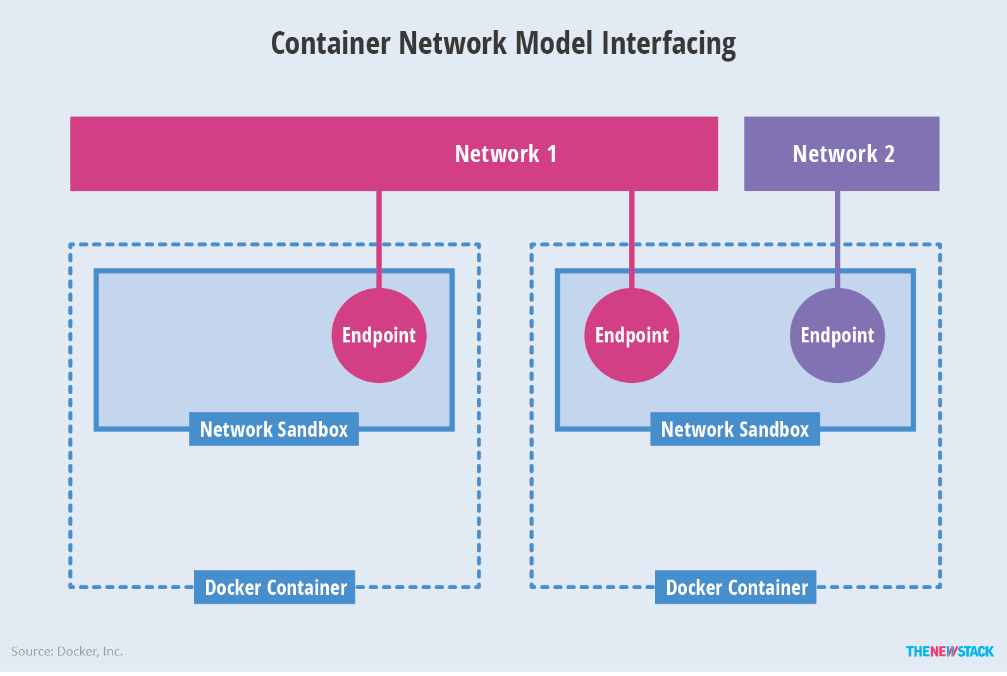 Container Network Model Interfacing
Network 1
Network 2
Endpoint
Endpoint
Endpoint
Network Sandbox
Network Sandbox
Docker Container
Docker Container
Source: Docker, Inc.
THENEWSTACK